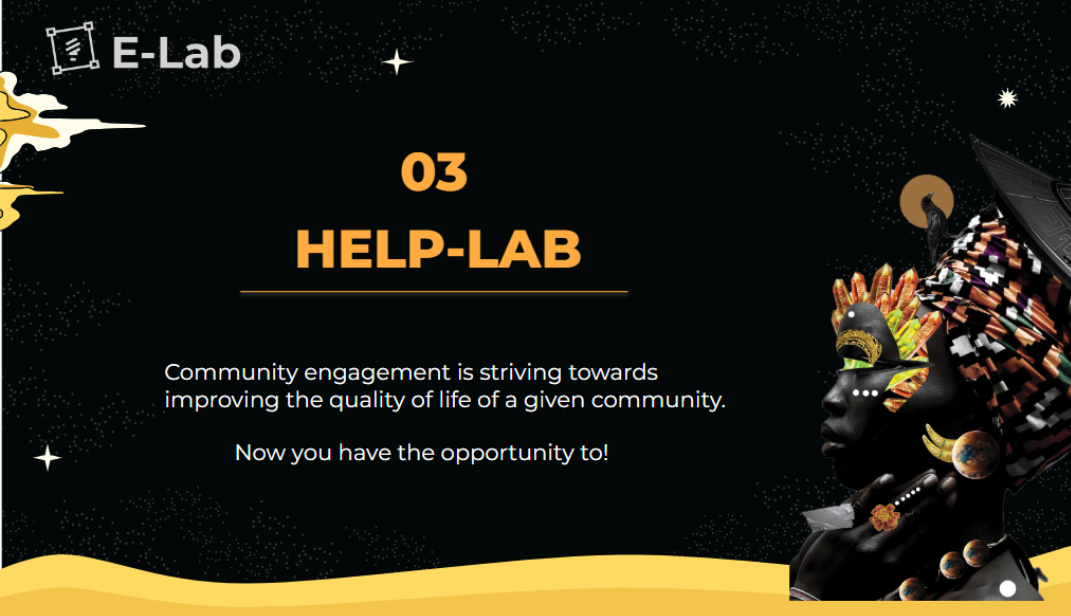 E-Lab
03
HELP-LAB
Community engagement is striving towards
improving the quality of life of a given community.
Now you have the opportunity to!